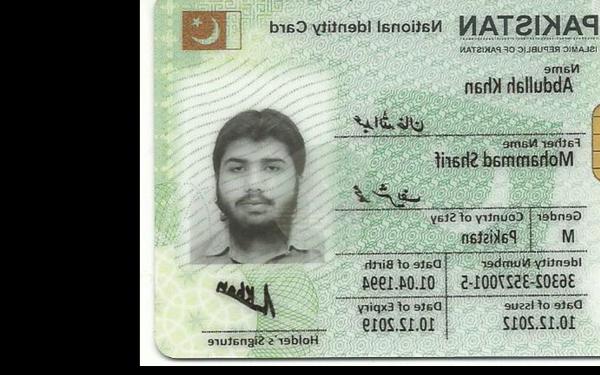 PAKISTAN National Identity Card
ISLAMIC REPUBLIC OF PAKISTAN
Name
Abdullah Khan
عبداللہ خان
Father Name
Mohammad Sharif
محمد شریف
Gender Country of Stay
M Pakistan
Identity Number Date of Birth
36302-3527001-5 01.04.1994
Date of Issue Date of Expiry
10.12.2012 10.12.2019
A.Khan
Holder's Signature